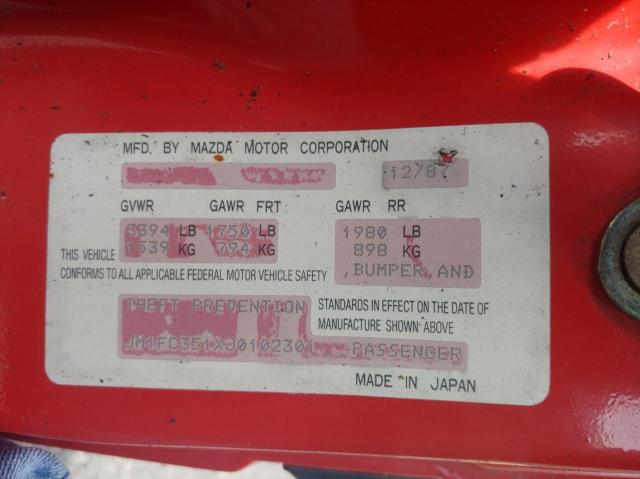 MFD. BY MAZDA MOTOR CORPORATION
12/87
GVWR GAWR FRT GAWR RR
3394 LB 1750 LB 1980 LB
1539 KG 794 KG 898 KG
THIS VEHICLE
CONFORMS TO ALL APPLICABLE FEDERAL MOTOR VEHICLE SAFETY ,BUMPER,AND
THEFT PREVENTION STANDARDS IN EFFECT ON THE DATE OF
MANUFACTURE SHOWN ABOVE
JM1FC351XJ0102301 PASSENGER
MADE IN JAPAN